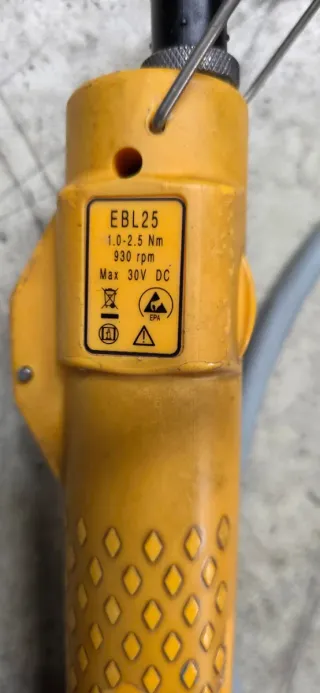 EBL25
1.0-2.5 Nm
930 rpm
Max 30V DC
EPA